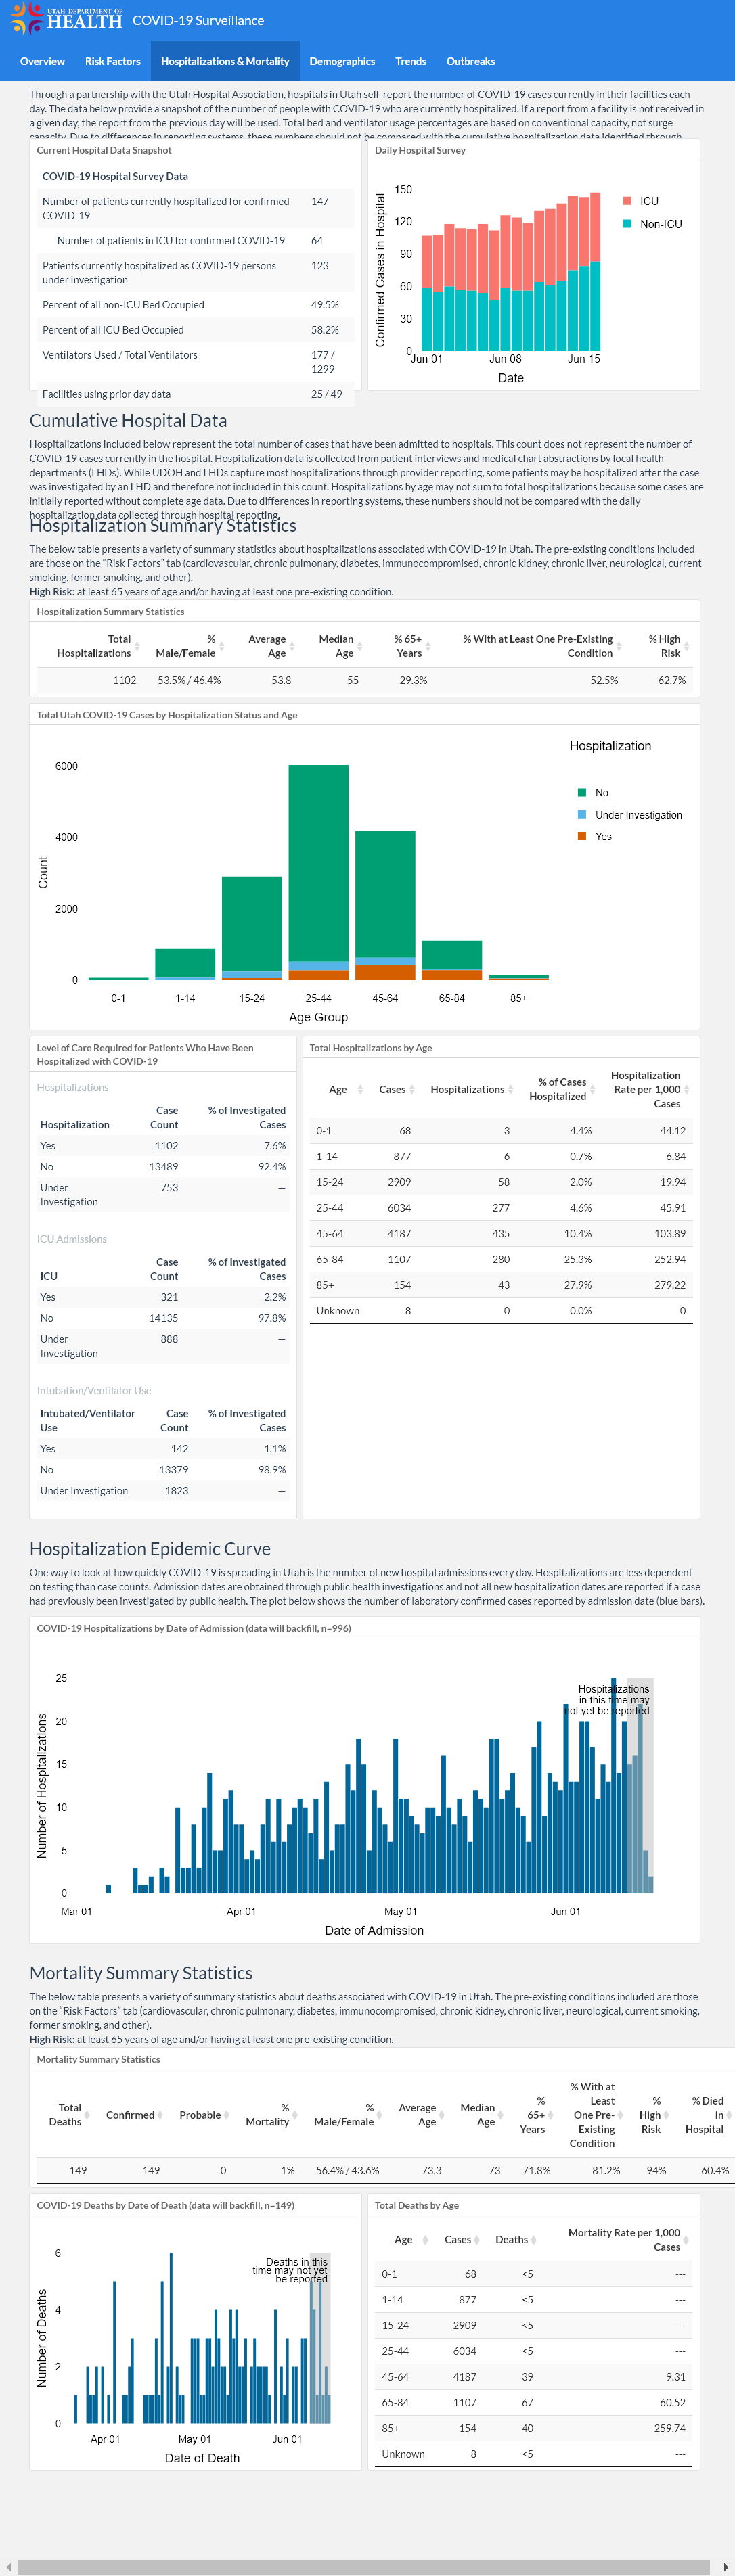 UTAH DEPARTMENT OF
HEALTH COVID-19 Surveillance
Overview Risk Factors Hospitalizations & Mortality Demographics Trends Outbreaks
Through a partnership with the Utah Hospital Association, hospitals in Utah self-report the number of COVID-19 cases currently in their facilities each
day. The data below provide a snapshot of the number of people with COVID-19 who are currently hospitalized. If a report from a facility is not received in
a given day, the report from the previous day will be used. Total bed and ventilator usage percentages are based on conventional capacity, not surge
capacity. Due to differences in reporting systems, these numbers should not be compared with the cumulative hospitalization data identified through
Current Hospital Data Snapshot
COVID-19 Hospital Survey Data
Number of patients currently hospitalized for confirmed 147
COVID-19
Number of patients in ICU for confirmed COVID-19 64
Patients currently hospitalized as COVID-19 persons 123
under investigation
Percent of all non-ICU Bed Occupied 49.5%
Percent of all ICU Bed Occupied 58.2%
Ventilators Used / Total Ventilators 177 /
1299
Facilities using prior day data 25 / 49
Daily Hospital Survey
Confirmed Cases in Hospital
150
120
90
60
30
0
Jun 01 Jun 08 Jun 15
Date
ICU
Non-ICU
Cumulative Hospital Data
Hospitalizations included below represent the total number of cases that have been admitted to hospitals. This count does not represent the number of
COVID-19 cases currently in the hospital. Hospitalization data is collected from patient interviews and medical chart abstractions by local health
departments (LHDs). While UDOH and LHDs capture most hospitalizations through provider reporting, some patients may be hospitalized after the case
was investigated by an LHD and therefore not included in this count. Hospitalizations by age may not sum to total hospitalizations because some cases are
initially reported without complete age data. Due to differences in reporting systems, these numbers should not be compared with the daily
hospitalization data collected through hospital reporting.
Hospitalization Summary Statistics
The below table presents a variety of summary statistics about hospitalizations associated with COVID-19 in Utah. The pre-existing conditions included
are those on the “Risk Factors” tab (cardiovascular, chronic pulmonary, diabetes, immunocompromised, chronic kidney, chronic liver, neurological, current
smoking, former smoking, and other).
High Risk: at least 65 years of age and/or having at least one pre-existing condition.
Hospitalization Summary Statistics
Total % Average Median % 65+ % With at Least One Pre-Existing % High
Hospitalizations Male/Female Age Age Years Condition Risk
1102 53.5% / 46.4% 53.8 55 29.3% 52.5% 62.7%
Total Utah COVID-19 Cases by Hospitalization Status and Age
Count
6000
4000
2000
0
0-1 1-14 15-24 25-44 45-64 65-84 85+
Age Group
Hospitalization
No
Under Investigation
Yes
Level of Care Required for Patients Who Have Been
Hospitalized with COVID-19
Hospitalizations
Case % of Investigated
Hospitalization Count Cases
Yes 1102 7.6%
No 13489 92.4%
Under 753 —
Investigation
ICU Admissions
Case % of Investigated
ICU Count Cases
Yes 321 2.2%
No 14135 97.8%
Under 888 —
Investigation
Intubation/Ventilator Use
Intubated/Ventilator Case % of Investigated
Use Count Cases
Yes 142 1.1%
No 13379 98.9%
Under Investigation 1823 —
Total Hospitalizations by Age
Hospitalization
% of Cases Rate per 1,000
Age Cases Hospitalizations Hospitalized Cases
0-1 68 3 4.4% 44.12
1-14 877 6 0.7% 6.84
15-24 2909 58 2.0% 19.94
25-44 6034 277 4.6% 45.91
45-64 4187 435 10.4% 103.89
65-84 1107 280 25.3% 252.94
85+ 154 43 27.9% 279.22
Unknown 8 0 0.0% 0
Hospitalization Epidemic Curve
One way to look at how quickly COVID-19 is spreading in Utah is the number of new hospital admissions every day. Hospitalizations are less dependent
on testing than case counts. Admission dates are obtained through public health investigations and not all new hospitalization dates are reported if a case
had previously been investigated by public health. The plot below shows the number of laboratory confirmed cases reported by admission date (blue bars).
COVID-19 Hospitalizations by Date of Admission (data will backfill, n=996)
Number of Hospitalizations
25
20
15
10
5
0
Hospitalizations
in this time may
not yet be reported
Mar 01 Apr 01 May 01 Jun 01
Date of Admission
Mortality Summary Statistics
The below table presents a variety of summary statistics about deaths associated with COVID-19 in Utah. The pre-existing conditions included are those
on the “Risk Factors” tab (cardiovascular, chronic pulmonary, diabetes, immunocompromised, chronic kidney, chronic liver, neurological, current smoking,
former smoking, and other).
High Risk: at least 65 years of age and/or having at least one pre-existing condition.
Mortality Summary Statistics
% With at
% Least % % Died
Total % % Average Median 65+ One Pre- High in
Deaths Confirmed Probable Mortality Male/Female Age Age Years Existing Risk Hospital
Condition
149 149 0 1% 56.4% / 43.6% 73.3 73 71.8% 81.2% 94% 60.4%
COVID-19 Deaths by Date of Death (data will backfill, n=149)
Number of Deaths
6
4
2
0
Deaths in this
time may not yet
be reported
Apr 01 May 01 Jun 01
Date of Death
Total Deaths by Age
Mortality Rate per 1,000
Age Cases Deaths Cases
0-1 68 <5 ---
1-14 877 <5 ---
15-24 2909 <5 ---
25-44 6034 <5 ---
45-64 4187 39 9.31
65-84 1107 67 60.52
85+ 154 40 259.74
Unknown 8 <5 ---